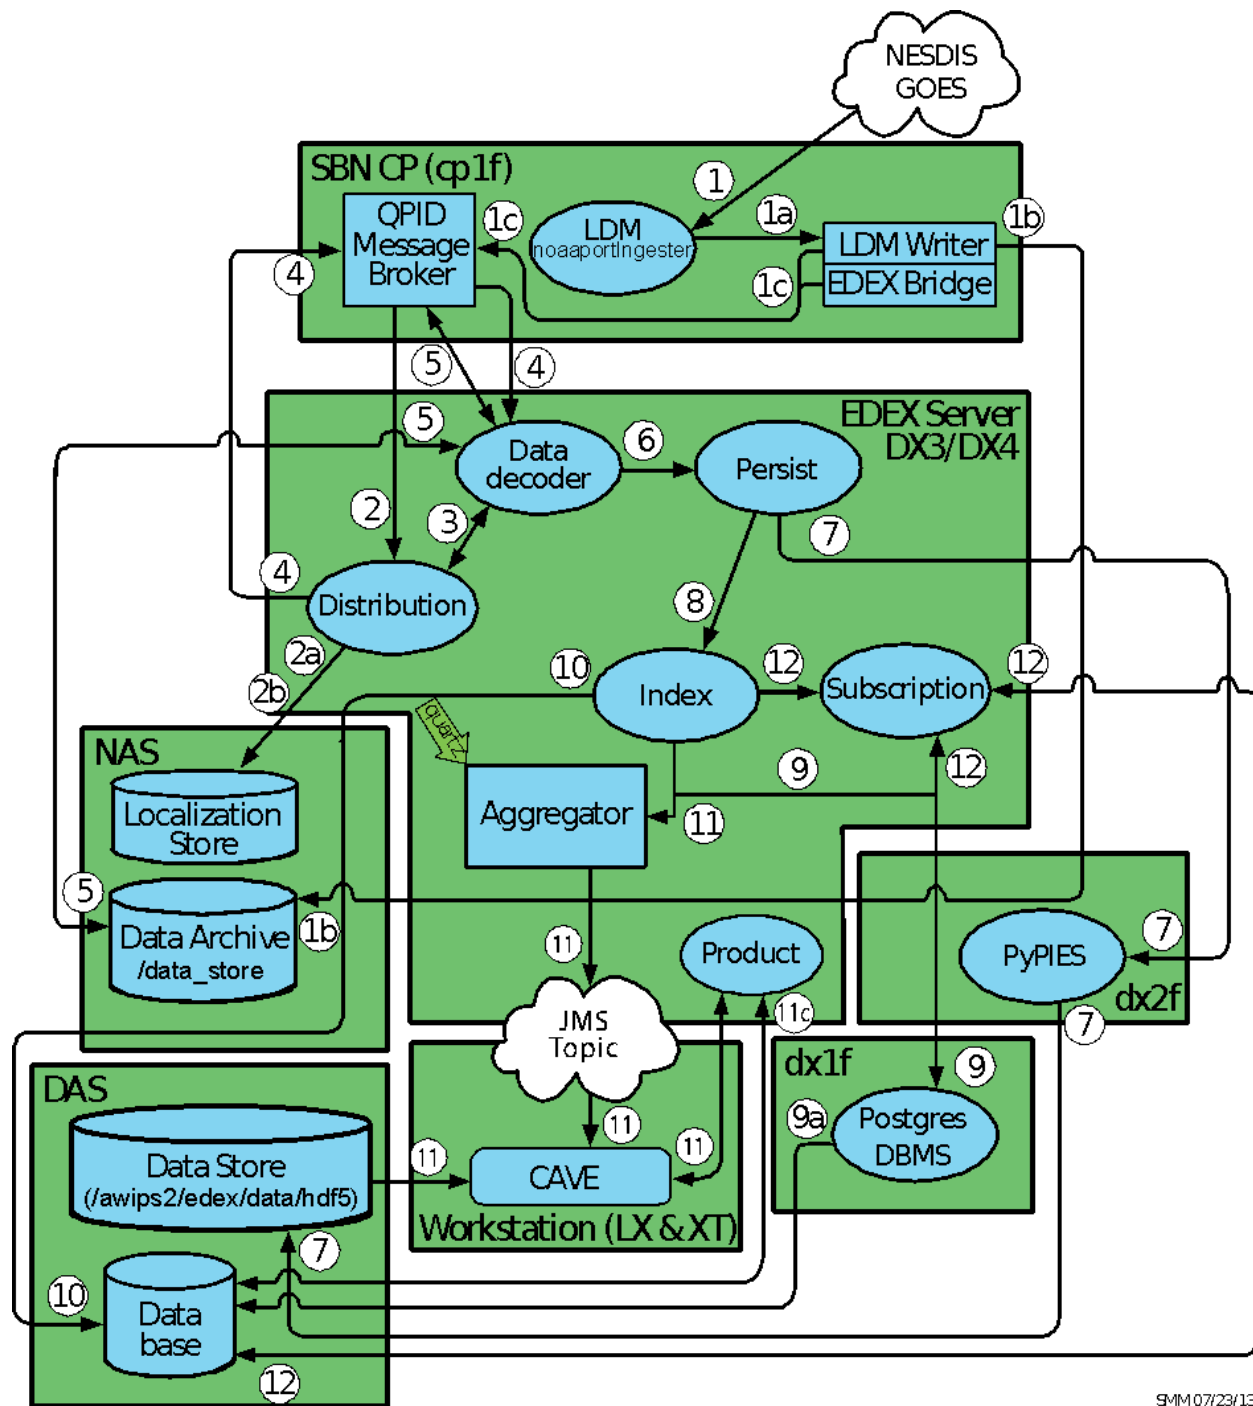 NESDIS
GOES
SBN CP (cp1f)
1
QPID
Message
Broker
1c
LDM
noaaportIngester
1a
LDM Writer
EDEX Bridge
1b
1c
4
5
4
EDEX Server
DX3/DX4
5
Data
decoder
6
Persist
2
3
7
4
Distribution
8
2a
2b
10
Index
12
Subscription
12
quartz
NAS
Localization
Store
Aggregator
9
12
11
5
Data Archive
/data_store
1b
11
Product
11c
PyPIES
7
dx2f
7
JMS
Topic
dx1f
9
9a
Postgres
DBMS
DAS
Data Store
(/awips2/edex/data/hdf5)
11
11
11
CAVE
Workstation (LX & XT)
7
10
Data
base
12
SMM 07/23/13